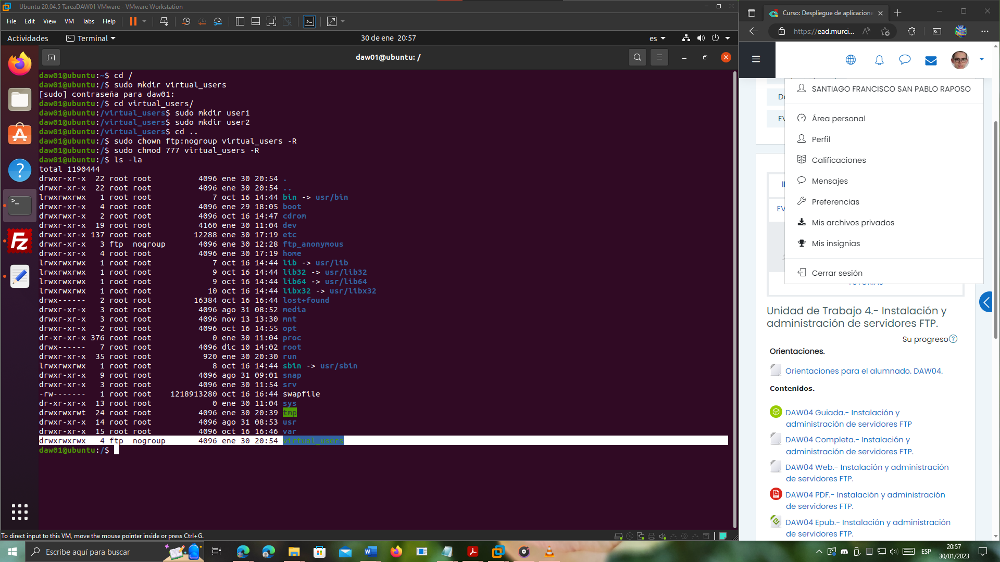 Ubuntu 20.04.5 TareaDAW01 VMware - VMware Workstation
File Edit View VM Tabs Help
Actividades
Terminal
30 de ene 20:57
es
daw01@ubuntu: /
daw01@ubuntu:~$ cd /
daw01@ubuntu:/$ sudo mkdir virtual_users
[sudo] contraseña para daw01:
daw01@ubuntu:/$ cd virtual_users/
daw01@ubuntu:/virtual_users$ sudo mkdir user1
daw01@ubuntu:/virtual_users$ sudo mkdir user2
daw01@ubuntu:/virtual_users$ cd ..
daw01@ubuntu:/$ sudo chown ftp:nogroup virtual_users -R
daw01@ubuntu:/$ sudo chmod 777 virtual_users -R
daw01@ubuntu:/$ ls -la
total 1190444
drwxr-xr-x 22 root root 4096 ene 30 20:54 .
drwxr-xr-x 22 root root 4096 ene 30 20:54 ..
lrwxrwxrwx 1 root root 7 oct 16 14:44 bin -> usr/bin
drwxr-xr-x 4 root root 4096 ene 29 18:05 boot
drwxrwxr-x 2 root root 4096 oct 16 14:47 cdrom
drwxr-xr-x 19 root root 4160 ene 30 11:04 dev
drwxr-xr-x 137 root root 12288 ene 30 17:19 etc
drwxr-xr-x 3 ftp nogroup 4096 ene 30 12:28 ftp_anonymous
drwxr-xr-x 4 root root 4096 ene 30 17:19 home
lrwxrwxrwx 1 root root 7 oct 16 14:44 lib -> usr/lib
lrwxrwxrwx 1 root root 9 oct 16 14:44 lib32 -> usr/lib32
lrwxrwxrwx 1 root root 9 oct 16 14:44 lib64 -> usr/lib64
lrwxrwxrwx 1 root root 10 oct 16 14:44 libx32 -> usr/libx32
drwx------ 2 root root 16384 oct 16 16:44 lost+found
drwxr-xr-x 3 root root 4096 ago 31 08:52 media
drwxr-xr-x 3 root root 4096 nov 13 13:30 mnt
drwxr-xr-x 2 root root 4096 oct 16 14:55 opt
dr-xr-xr-x 376 root root 0 ene 30 11:04 proc
drwx------ 7 root root 4096 dic 10 14:02 root
drwxr-xr-x 35 root root 920 ene 30 20:30 run
lrwxrwxrwx 1 root root 8 oct 16 14:44 sbin -> usr/sbin
drwxr-xr-x 9 root root 4096 ago 31 09:01 snap
drwxr-xr-x 3 root root 4096 ene 30 11:54 srv
-rw------- 1 root root 1218913280 oct 16 16:44 swapfile
dr-xr-xr-x 13 root root 0 ene 30 11:04 sys
drwxrwxrwt 24 root root 4096 ene 30 20:39 tmp
drwxr-xr-x 14 root root 4096 ago 31 08:53 usr
drwxr-xr-x 15 root root 4096 oct 16 16:46 var
drwxrwxrwx 4 ftp nogroup 4096 ene 30 20:54 virtual_users
daw01@ubuntu:/$
To direct input to this VM, move the mouse pointer inside or press Ctrl+G.
Curso: Despliegue de aplicacione
https://ead.murci...
SANTIAGO FRANCISCO SAN PABLO RAPOSO
Área personal
Perfil
Calificaciones
Mensajes
Preferencias
Mis archivos privados
Mis insignias
Cerrar sesión
EV
Unidad de Trabajo 4.- Instalación y
administración de servidores FTP.
Su progreso
Orientaciones.
Orientaciones para el alumnado. DAW04.
Contenidos.
DAW04 Guiada.- Instalación y
administración de servidores FTP
DAW04 Completa.- Instalación y
administración de servidores FTP.
DAW04 Web.- Instalación y administración
de servidores FTP.
DAW04 PDF.- Instalación y administración
de servidores FTP.
DAW04 Epub.- Instalación y administración
de servidores FTP.
Escribe aquí para buscar
ESP
20:57
30/01/2023